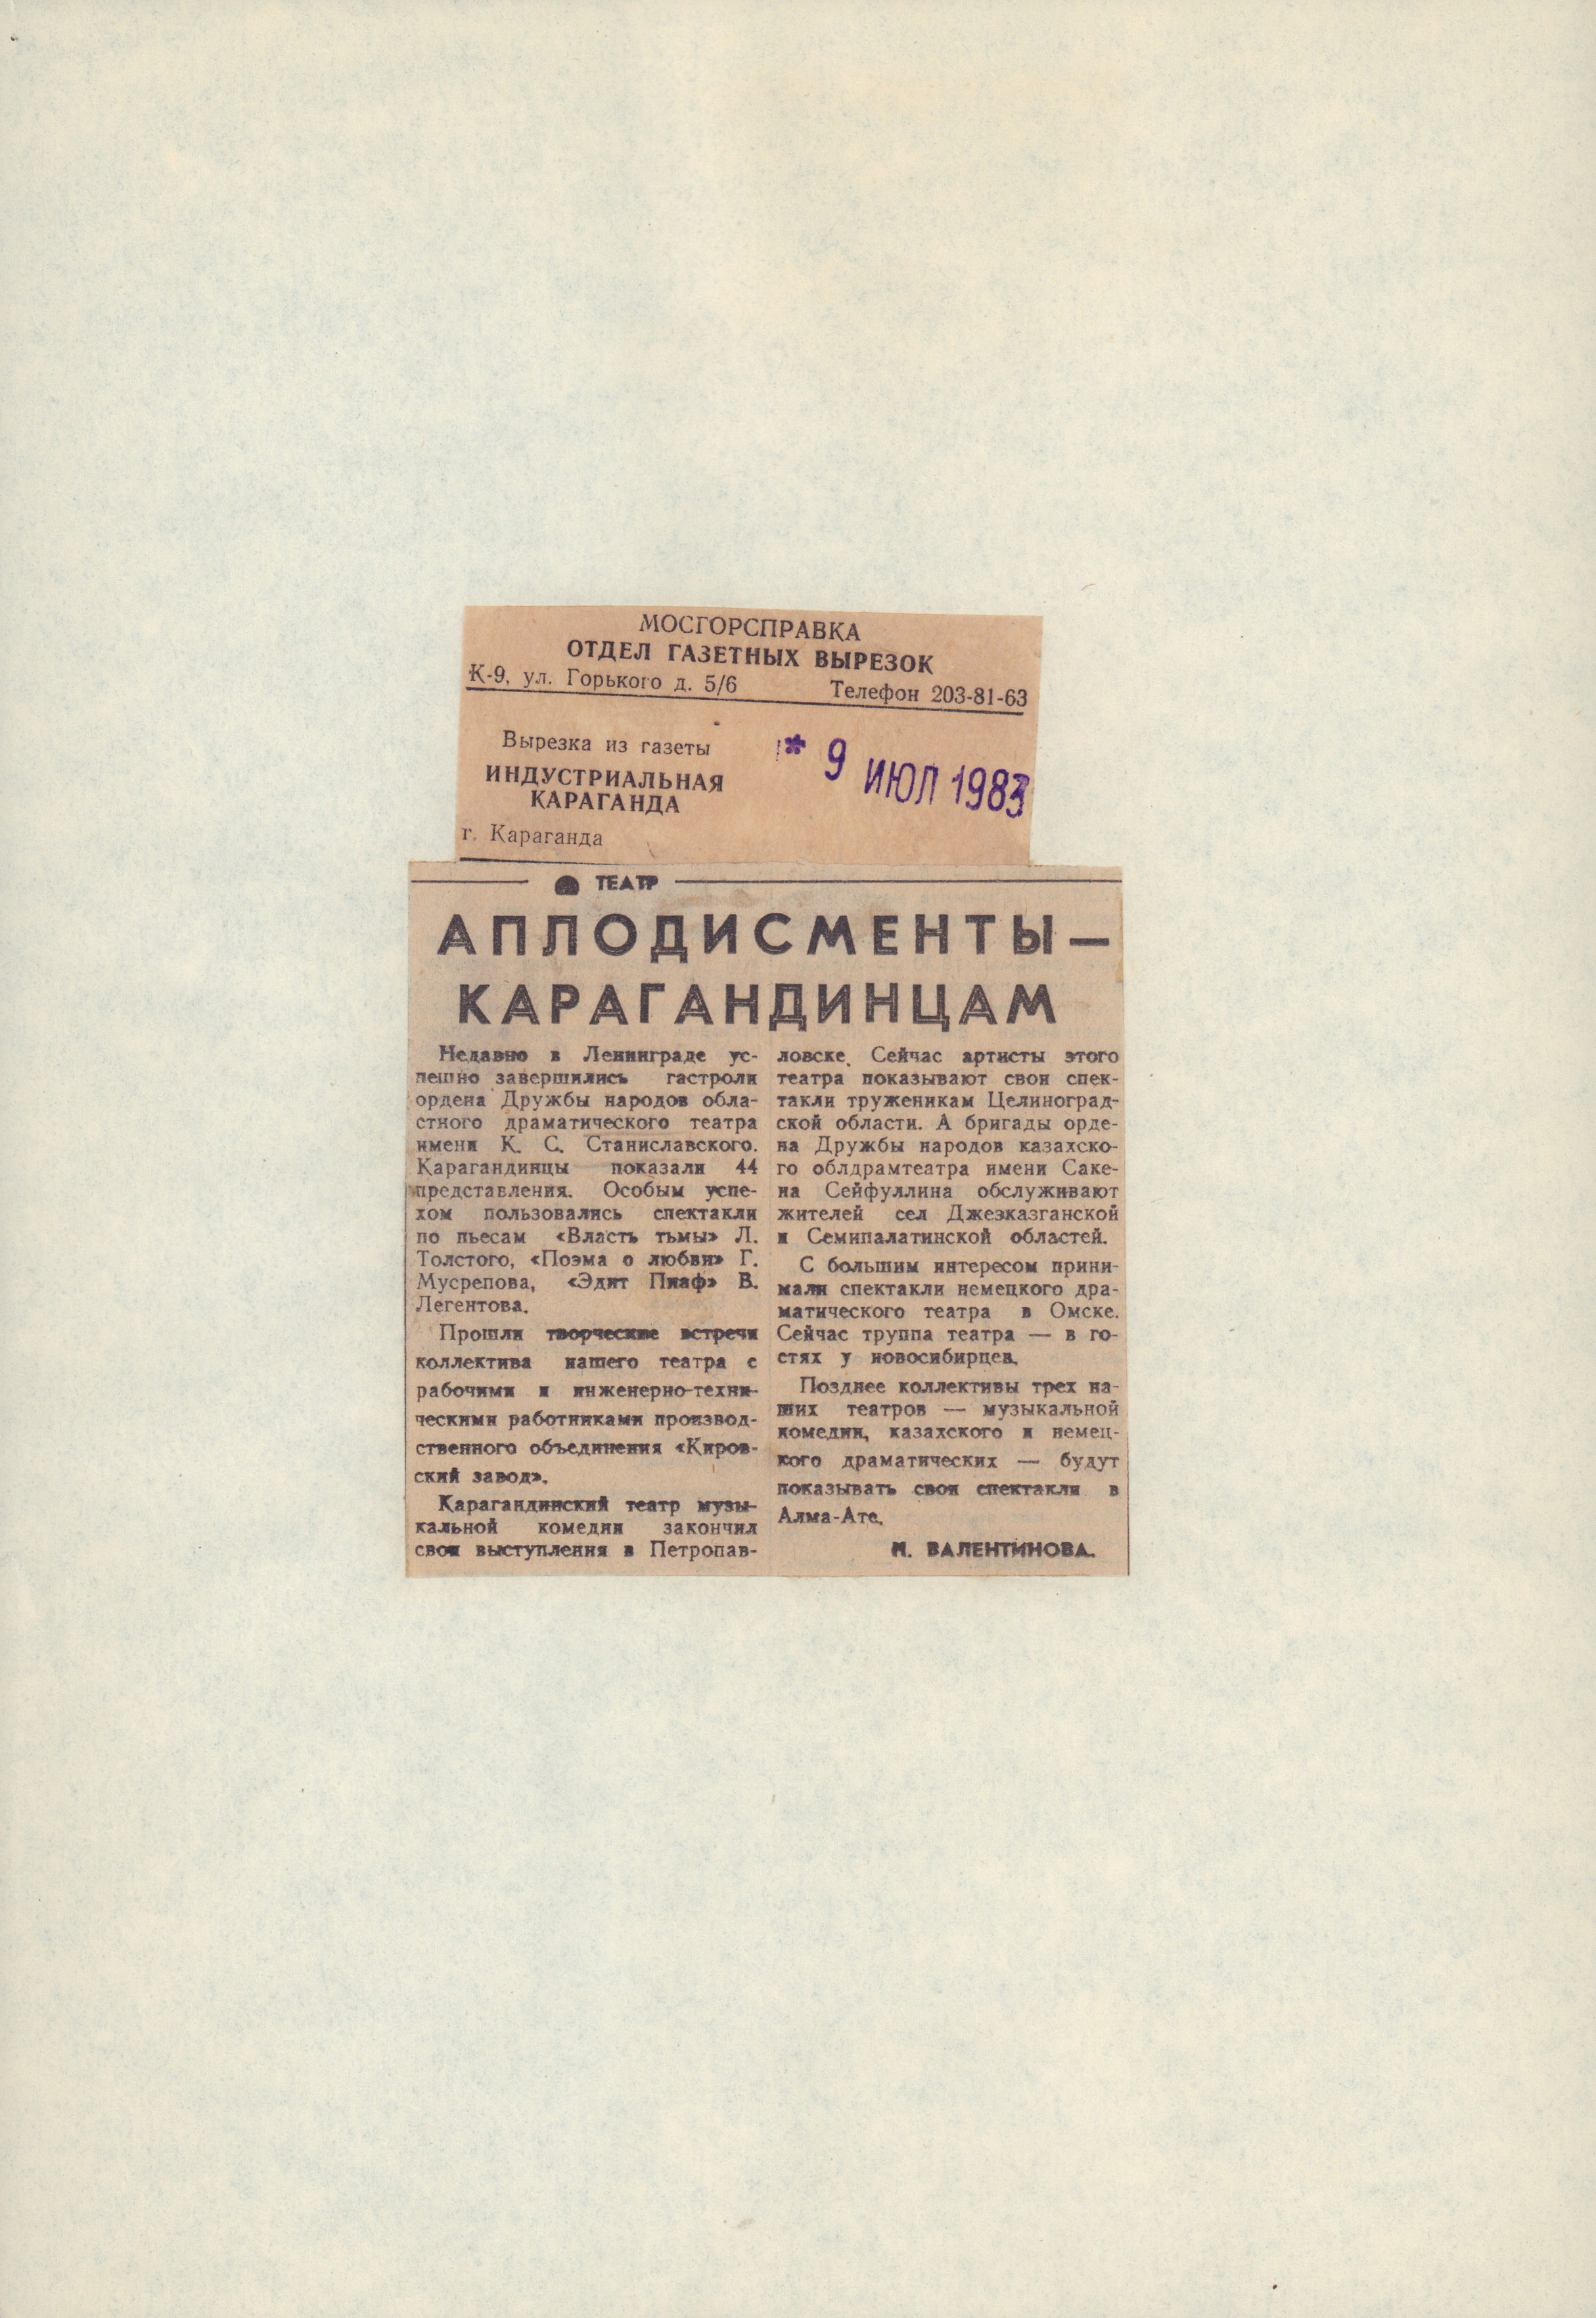 МОСГОРСПРАВКА
ОТДЕЛ ГАЗЕТНЫХ ВЫРЕЗОК
К-9, ул. Горького д. 5/6 Телефон 203-81-63
Вырезка из газеты
ИНДУСТРИАЛЬНАЯ
КАРАГАНДА
г. Караганда
* 9 ИЮЛ 1983
ТЕАТР
АПЛОДИСМЕНТЫ —
КАРАГАНДИНЦАМ
Недавно в Ленинграде ус-
пешно завершились гастроли
ордена Дружбы народов обла-
стного драматического театра
имени К. С. Станиславского.
Карагандинцы показали 44
представления. Особым успе-
хом пользовались спектакли
по пьесам «Власть тьмы» Л.
Толстого, «Поэма о любви» Г.
Мусрепова, «Эдит Пиаф» В.
Легентова.
Прошли творческие встречи
коллектива нашего театра с
рабочими и инженерно-техни-
ческими работниками производ-
ственного объединения «Киров-
ский завод».
Карагандинский театр музы-
кальной комедии закончил
свои выступления в Петропав-
ловске. Сейчас артисты этого
театра показывают свои спек-
такли труженикам Целиноград-
ской области. А бригады орде-
на Дружбы народов казахско-
го облдрамтеатра имени Саке-
на Сейфуллина обслуживают
жителей сел Джезказганской
и Семипалатинской областей.
С большим интересом прини-
мали спектакли немецкого дра-
матического театра в Омске.
Сейчас труппа театра — в го-
стях у новосибирцев.
Позднее коллективы трех на-
ших театров — музыкальной
комедии, казахского и немец-
кого драматических — будут
показывать свои спектакли в
Алма-Ате.
М. ВАЛЕНТИНОВА.